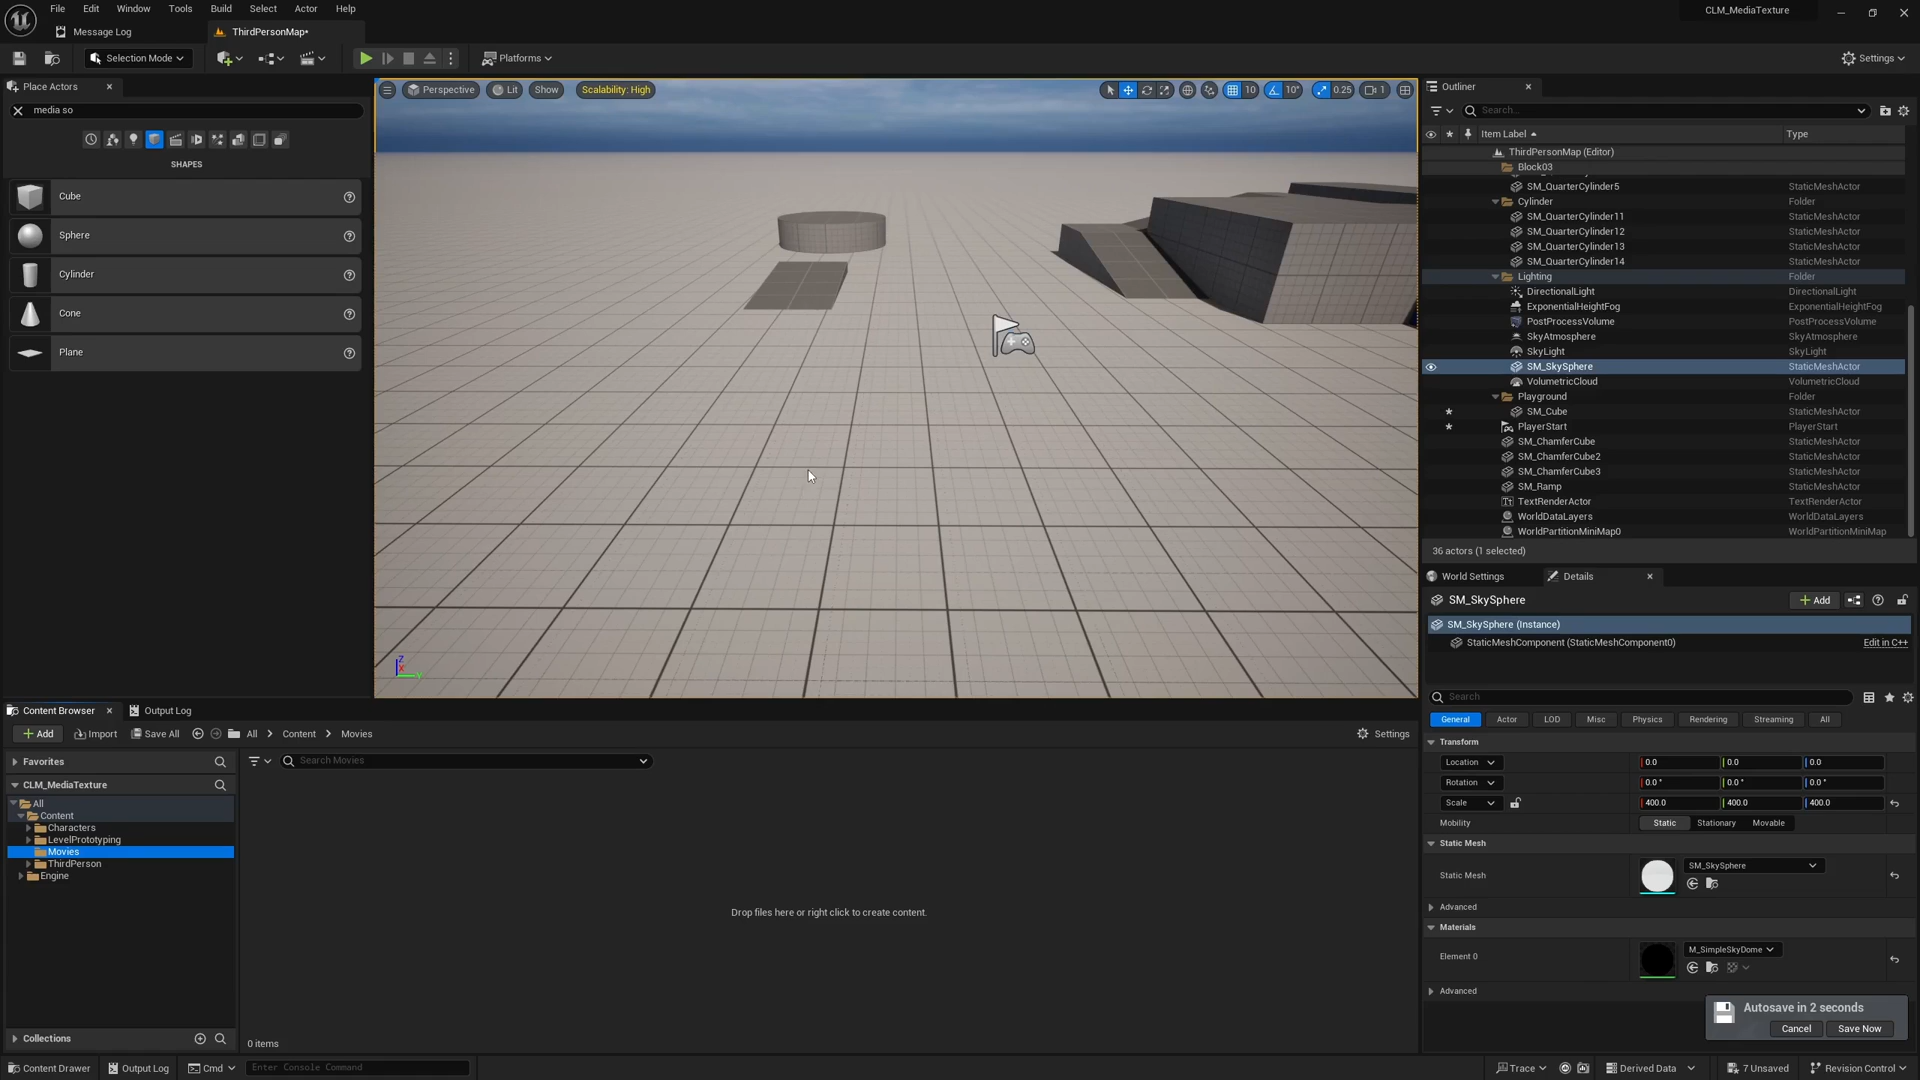 File Edit Window Tools Build Select Actor Help
CLM_MediaTexture
Message Log
ThirdPersonMap•
Selection Mode
Platforms
Settings
Place Actors
media so
SHAPES
Cube
Sphere
Cylinder
Cone
Plane
Perspective
Lit
Show
Scalability: High
10
10°
0.25
1
Z
X
Y
Outliner
Search...
Item Label
Type
ThirdPersonMap (Editor)
Block03
SM_QuarterCylinder5 StaticMeshActor
Cylinder Folder
SM_QuarterCylinder11 StaticMeshActor
SM_QuarterCylinder12 StaticMeshActor
SM_QuarterCylinder13 StaticMeshActor
SM_QuarterCylinder14 StaticMeshActor
Lighting Folder
DirectionalLight DirectionalLight
ExponentialHeightFog ExponentialHeightFog
PostProcessVolume PostProcessVolume
SkyAtmosphere SkyAtmosphere
SkyLight SkyLight
SM_SkySphere StaticMeshActor
VolumetricCloud VolumetricCloud
Playground Folder
SM_Cube StaticMeshActor
PlayerStart PlayerStart
SM_ChamferCube StaticMeshActor
SM_ChamferCube2 StaticMeshActor
SM_ChamferCube3 StaticMeshActor
SM_Ramp StaticMeshActor
TextRenderActor TextRenderActor
WorldDataLayers WorldDataLayers
WorldPartitionMiniMap0 WorldPartitionMiniMap
36 actors (1 selected)
World Settings
Details
SM_SkySphere
Add
SM_SkySphere (Instance)
StaticMeshComponent (StaticMeshComponent0)
Edit in C++
Search
General Actor LOD Misc Physics Rendering Streaming All
Transform
Location 0.0 0.0 0.0
Rotation 0.0 ° 0.0 ° 0.0 °
Scale 400.0 400.0 400.0
Mobility Static Stationary Movable
Static Mesh
Static Mesh SM_SkySphere
Advanced
Materials
Element 0 M_SimpleSkyDome
Advanced
Autosave in 2 seconds
Cancel Save Now
Content Browser
Output Log
Add Import Save All All Content Movies
Settings
Favorites
CLM_MediaTexture
All
Content
Characters
LevelPrototyping
Movies
ThirdPerson
Engine
Search Movies
Drop files here or right click to create content.
Collections
0 items
Content Drawer Output Log Cmd Enter Console Command
Trace Derived Data 7 Unsaved Revision Control